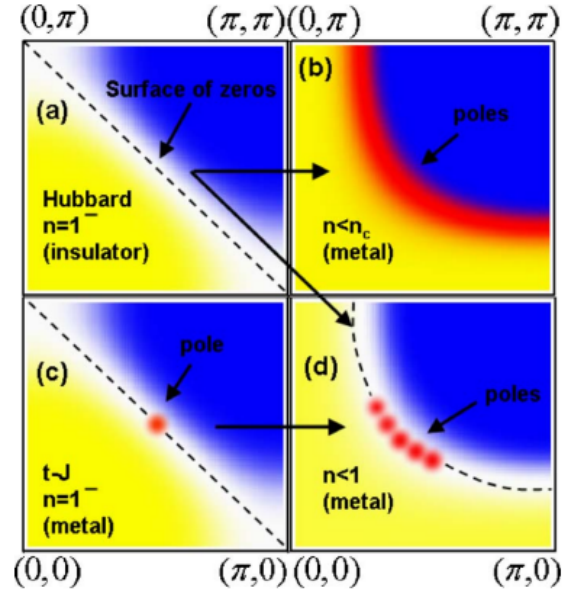 (0,π) (π,π) (0,π) (π,π)
(a)
Surface of zeros
Hubbard
n=1⁻
(insulator)
(b)
poles
n<n_c
(metal)
(c)
pole
t-J
n=1⁻
(metal)
(d)
poles
n<1
(metal)
(0,0) (π,0) (0,0) (π,0)